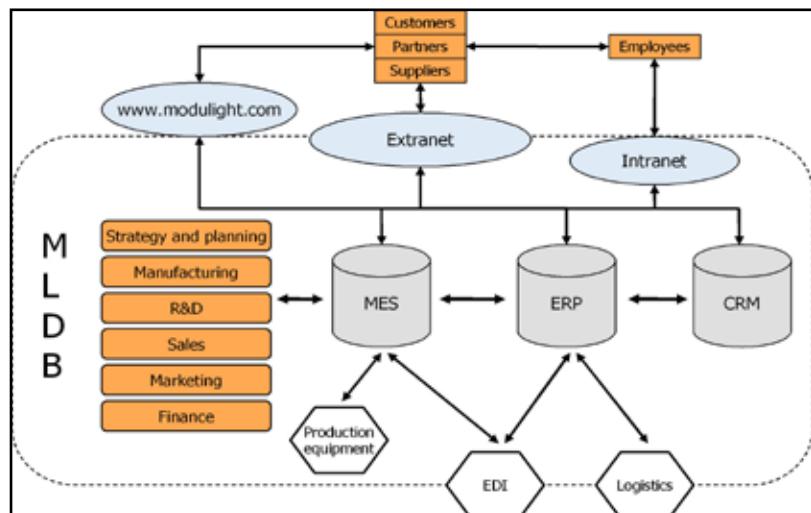 Customers
Partners
Suppliers
Employees
www.modulight.com
Extranet
Intranet
M
L
D
B
Strategy and planning
Manufacturing
R&D
Sales
Marketing
Finance
MES
ERP
CRM
Production
equipment
EDI
Logistics